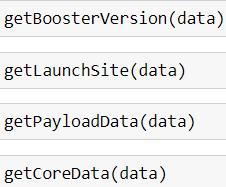 getBoosterVersion(data)
getLaunchSite(data)
getPayloadData(data)
getCoreData(data)